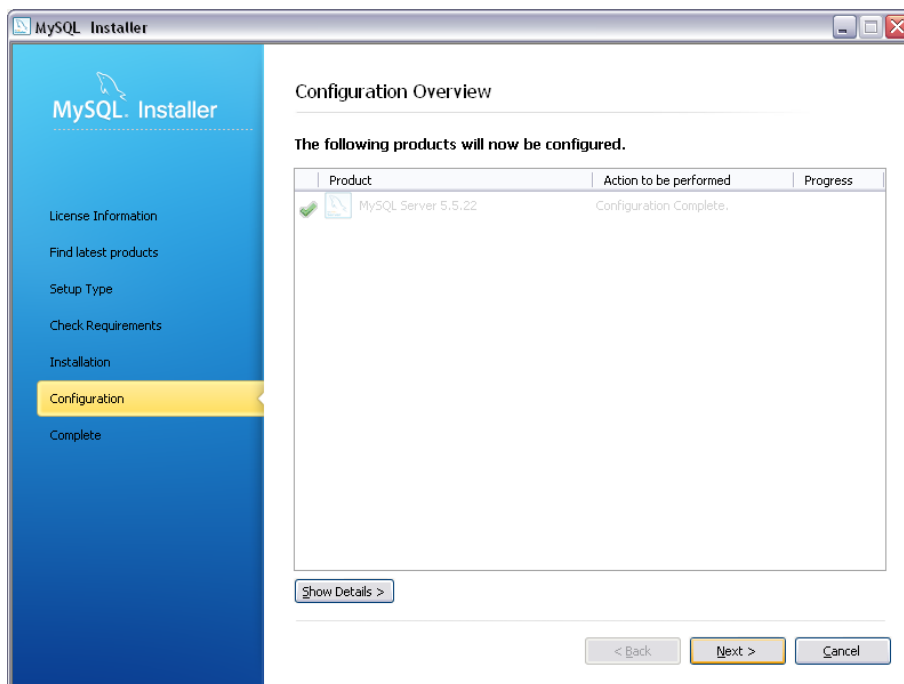 MySQL Installer
MySQL. Installer
License Information
Find latest products
Setup Type
Check Requirements
Installation
Configuration
Complete
Configuration Overview
The following products will now be configured.
Product Action to be performed Progress
MySQL Server 5.5.22 Configuration Complete.
Show Details >
< Back Next > Cancel